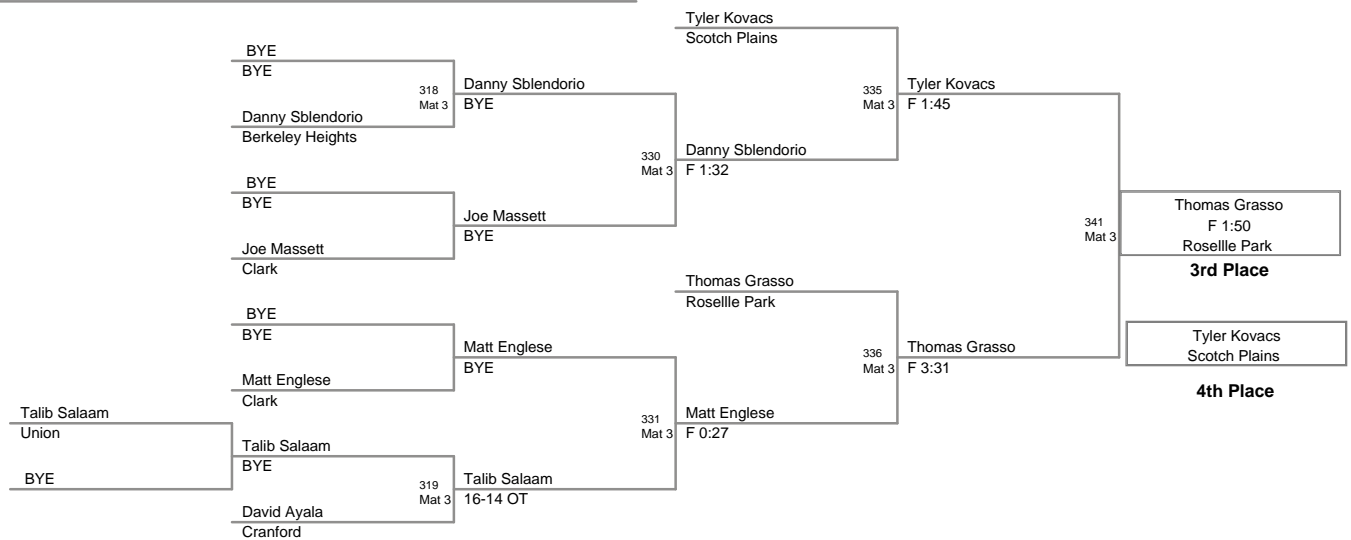 Tyler Kovacs
Scotch Plains
BYE
BYE
318
Mat 3
Danny Sblendorio
BYE
335
Mat 3
Tyler Kovacs
F 1:45
Danny Sblendorio
Berkeley Heights
330
Mat 3
Danny Sblendorio
F 1:32
BYE
BYE
Joe Massett
BYE
341
Mat 3
Thomas Grasso
F 1:50
Rosellle Park
3rd Place
Joe Massett
Clark
Thomas Grasso
Rosellle Park
BYE
BYE
Matt Englese
BYE
336
Mat 3
Thomas Grasso
F 3:31
Tyler Kovacs
Scotch Plains
4th Place
Matt Englese
Clark
Talib Salaam
Union
331
Mat 3
Matt Englese
F 0:27
Talib Salaam
BYE
BYE
319
Mat 3
Talib Salaam
16-14 OT
David Ayala
Cranford